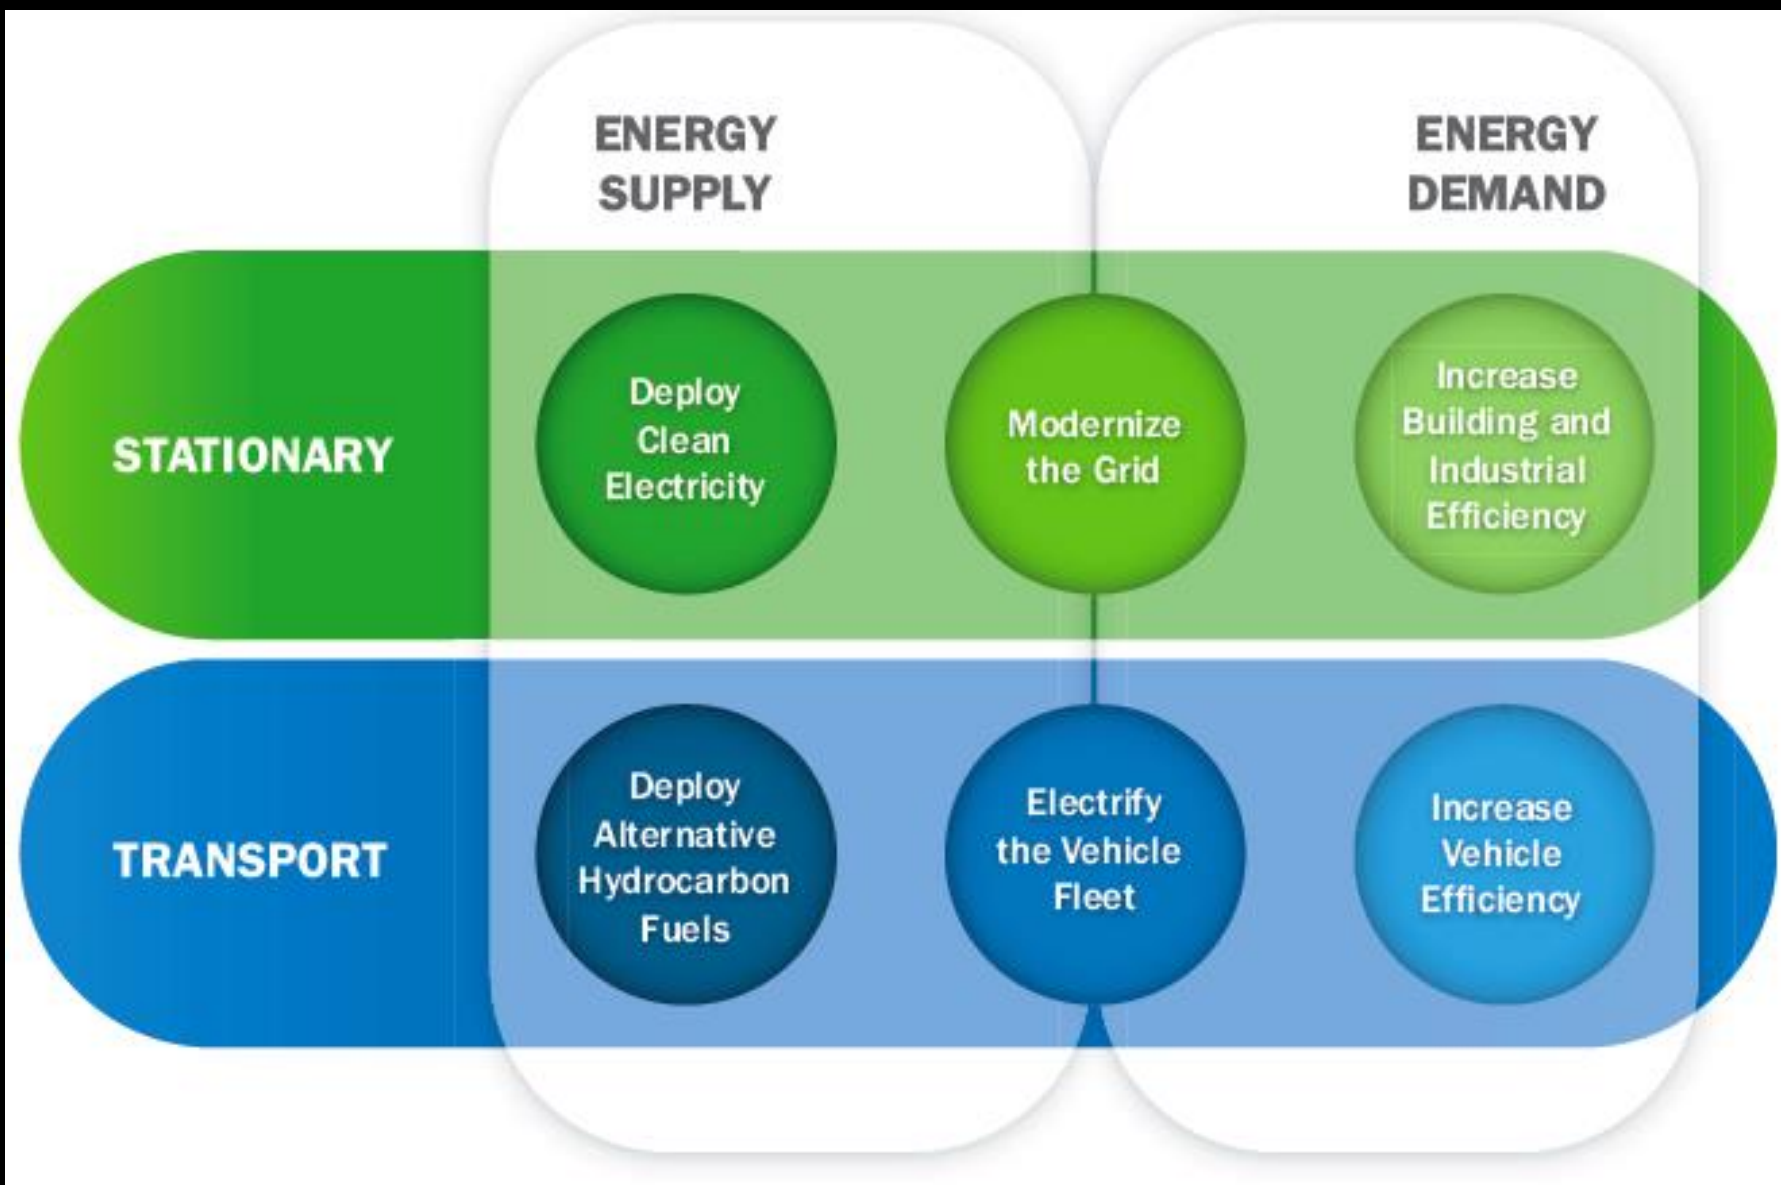 ENERGY
SUPPLY
ENERGY
DEMAND
STATIONARY
Deploy
Clean
Electricity
Modernize
the Grid
Increase
Building and
Industrial
Efficiency
TRANSPORT
Deploy
Alternative
Hydrocarbon
Fuels
Electrify
the Vehicle
Fleet
Increase
Vehicle
Efficiency